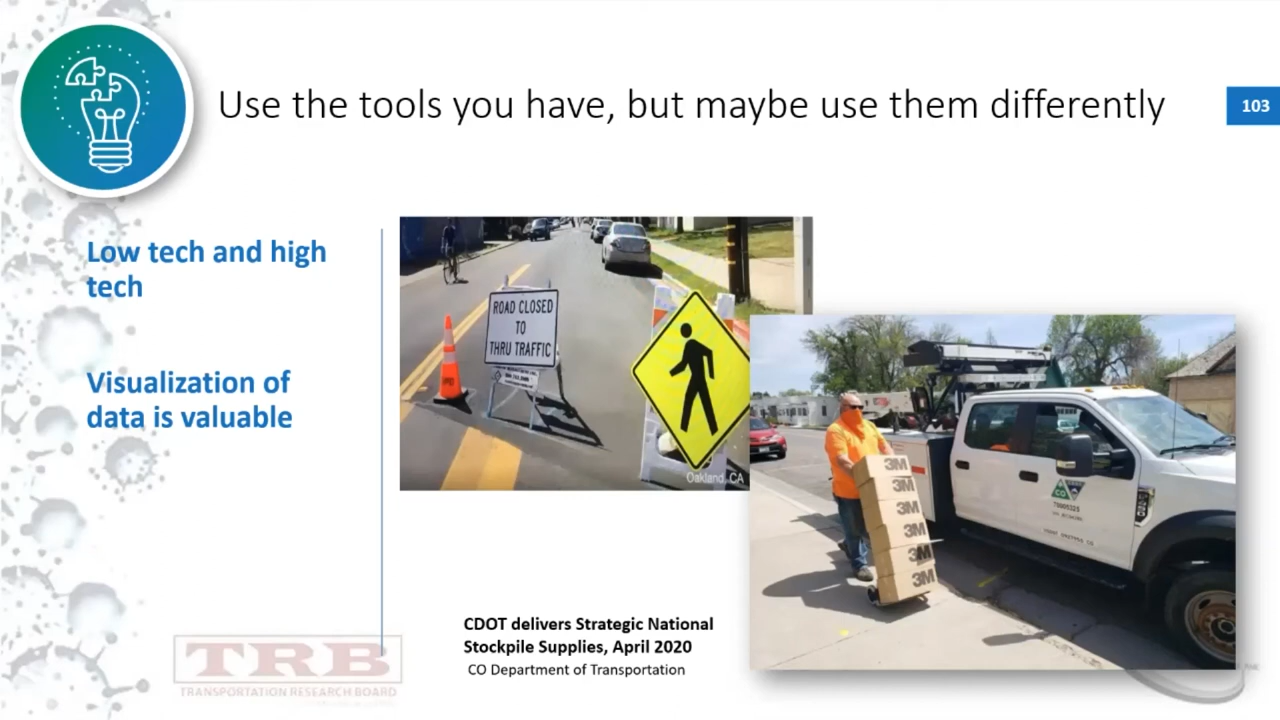 Use the tools you have, but maybe use them differently
103
Low tech and high
tech
Visualization of
data is valuable
ROAD CLOSED
TO
THRU TRAFFIC
Oakland, CA
3M
3M
3M
3M
3M
3M
CO
CDOT delivers Strategic National
Stockpile Supplies, April 2020
CO Department of Transportation
TRB
TRANSPORTATION RESEARCH BOARD